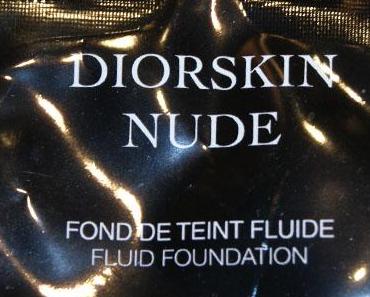 DIORSKIN
NUDE
FOND DE TEINT FLUIDE
FLUID FOUNDATION